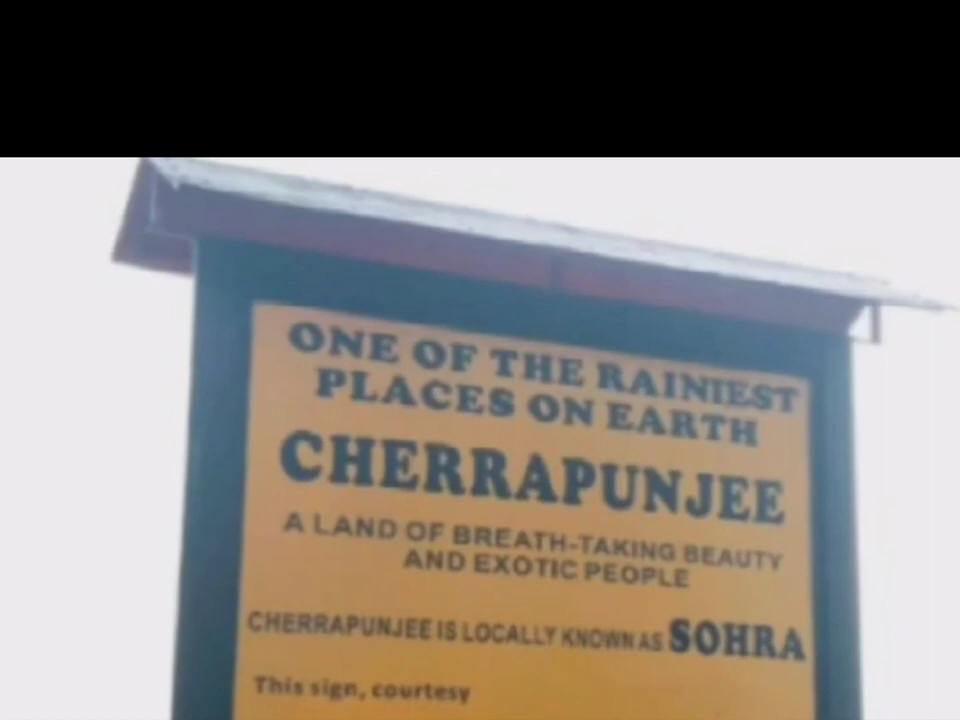 ONE OF THE RAINIEST
PLACES ON EARTH
CHERRAPUNJEE
A LAND OF BREATH-TAKING BEAUTY
AND EXOTIC PEOPLE
CHERRAPUNJEE IS LOCALLY KNOWN AS SOHRA
This sign, courtesy